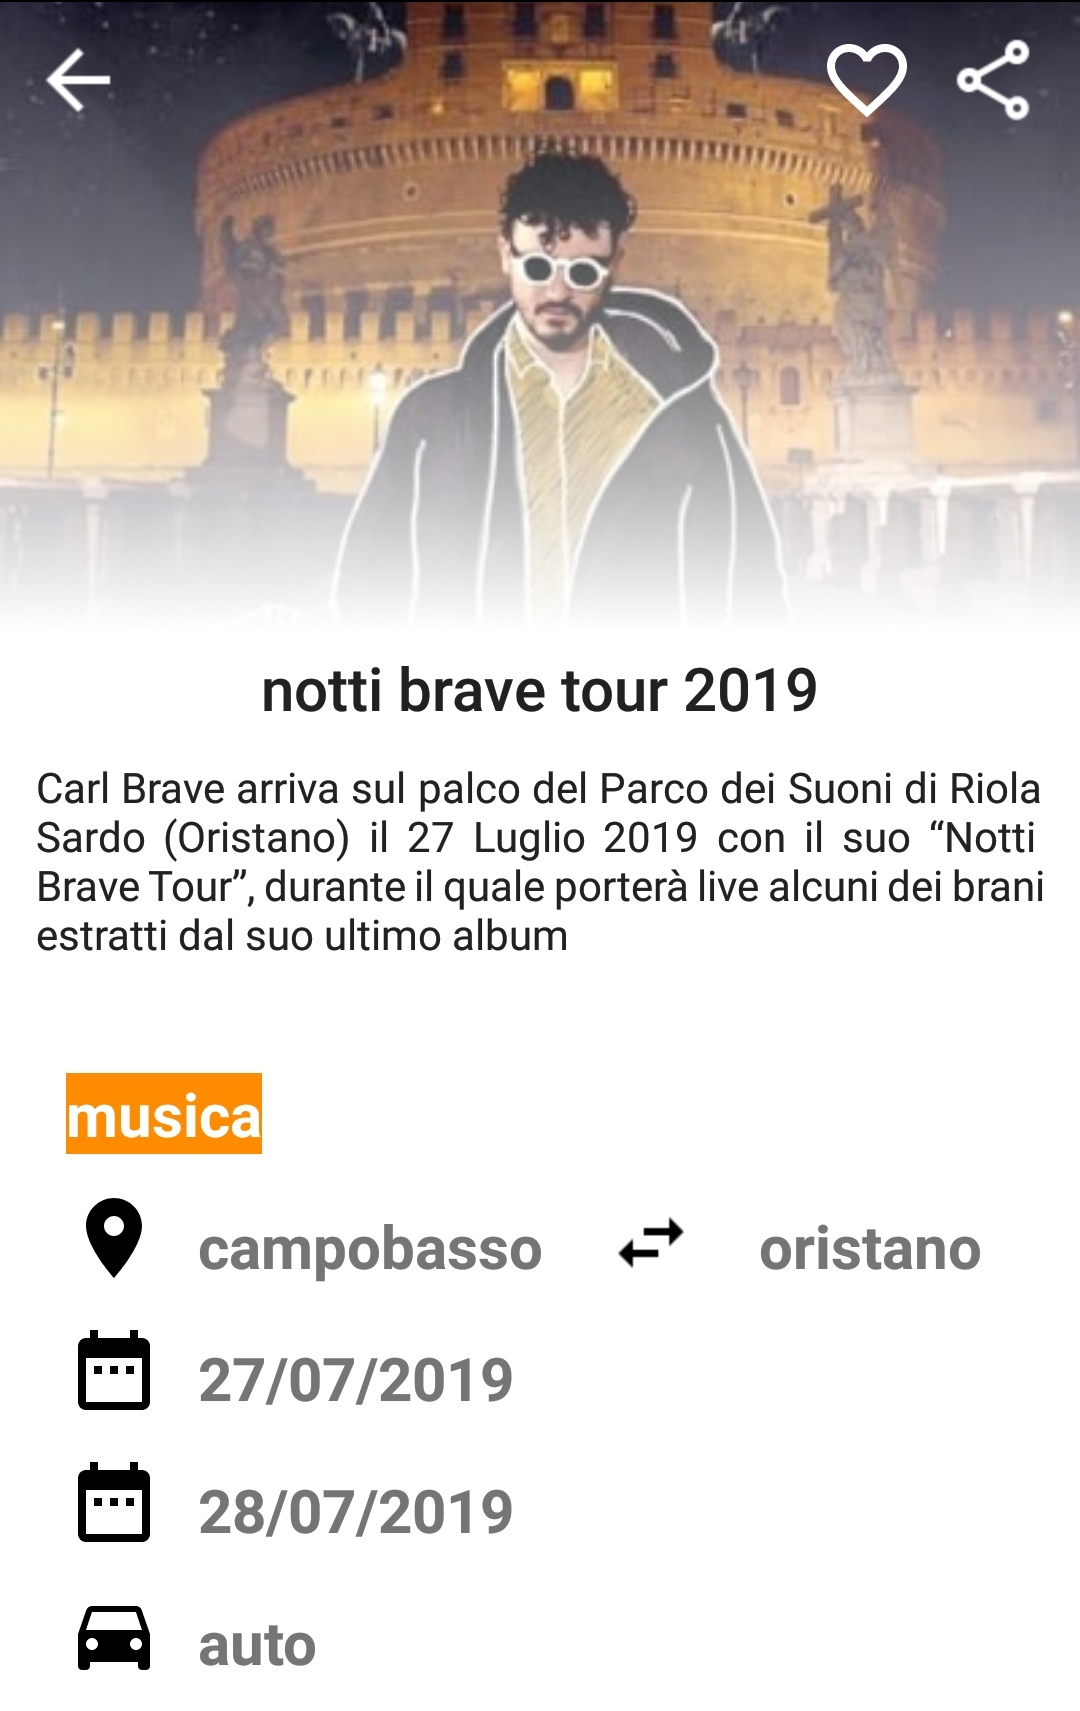 notti brave tour 2019
Carl Brave arriva sul palco del Parco dei Suoni di Riola
Sardo (Oristano) il 27 Luglio 2019 con il suo “Notti
Brave Tour”, durante il quale porterà live alcuni dei brani
estratti dal suo ultimo album
musica
campobasso oristano
27/07/2019
28/07/2019
auto